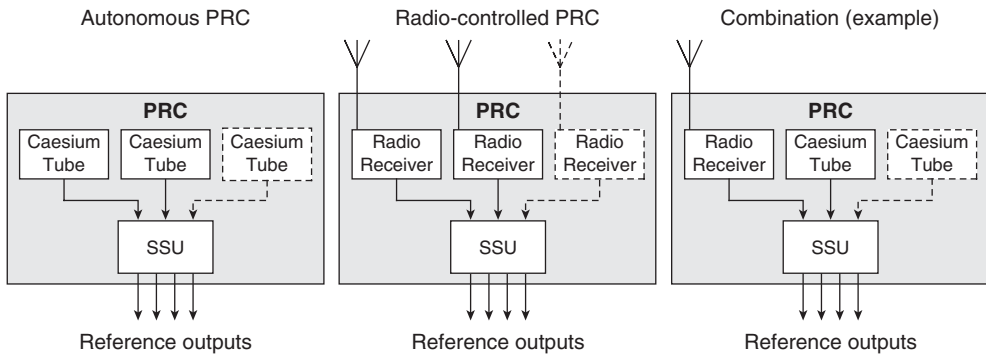 Autonomous PRC
Radio-controlled PRC
Combination (example)
PRC
Caesium
Tube
Caesium
Tube
Caesium
Tube
SSU
Reference outputs
PRC
Radio
Receiver
Radio
Receiver
Radio
Receiver
SSU
Reference outputs
PRC
Radio
Receiver
Caesium
Tube
Caesium
Tube
SSU
Reference outputs